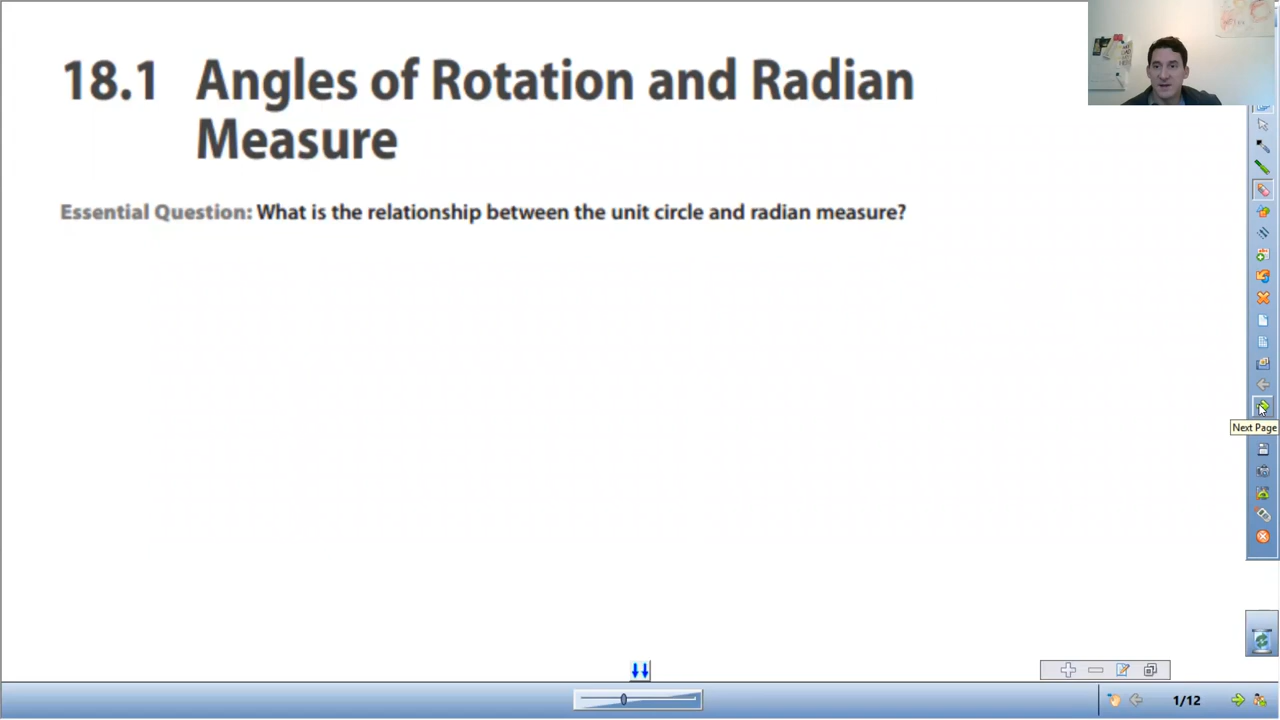 18.1 Angles of Rotation and Radian
Measure
Essential Question: What is the relationship between the unit circle and radian measure?
Next Page
1/12